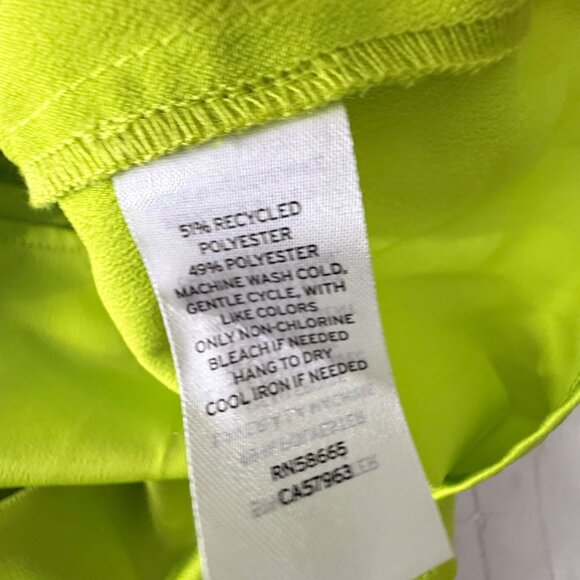 51% RECYCLED
POLYESTER
49% POLYESTER
MACHINE WASH COLD,
GENTLE CYCLE, WITH
LIKE COLORS
ONLY NON-CHLORINE
BLEACH IF NEEDED
HANG TO DRY
COOL IRON IF NEEDED
RN58665
CA57963